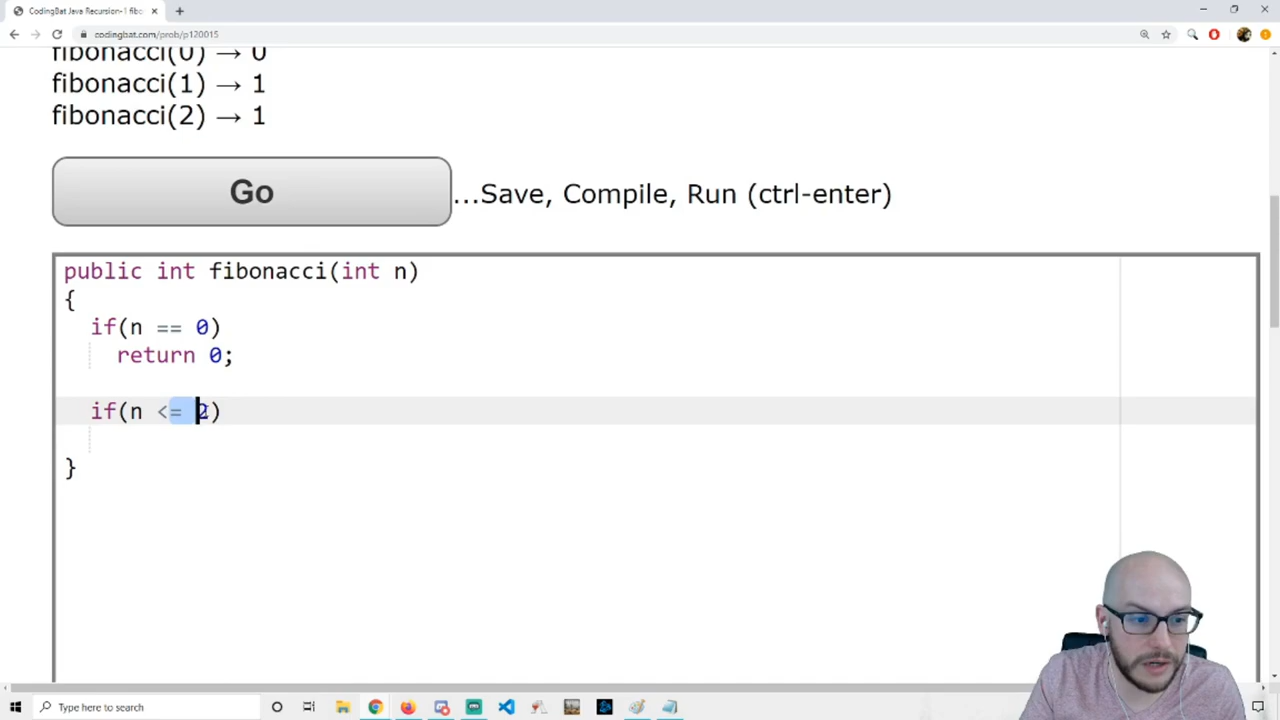 CodingBat Java Recursion-1 fibo
codingbat.com/prob/p120015
fibonacci(0) → 0
fibonacci(1) → 1
fibonacci(2) → 1
Go
...Save, Compile, Run (ctrl-enter)
public int fibonacci(int n)
{
if(n == 0)
return 0;
if(n <= 2)
}
Type here to search